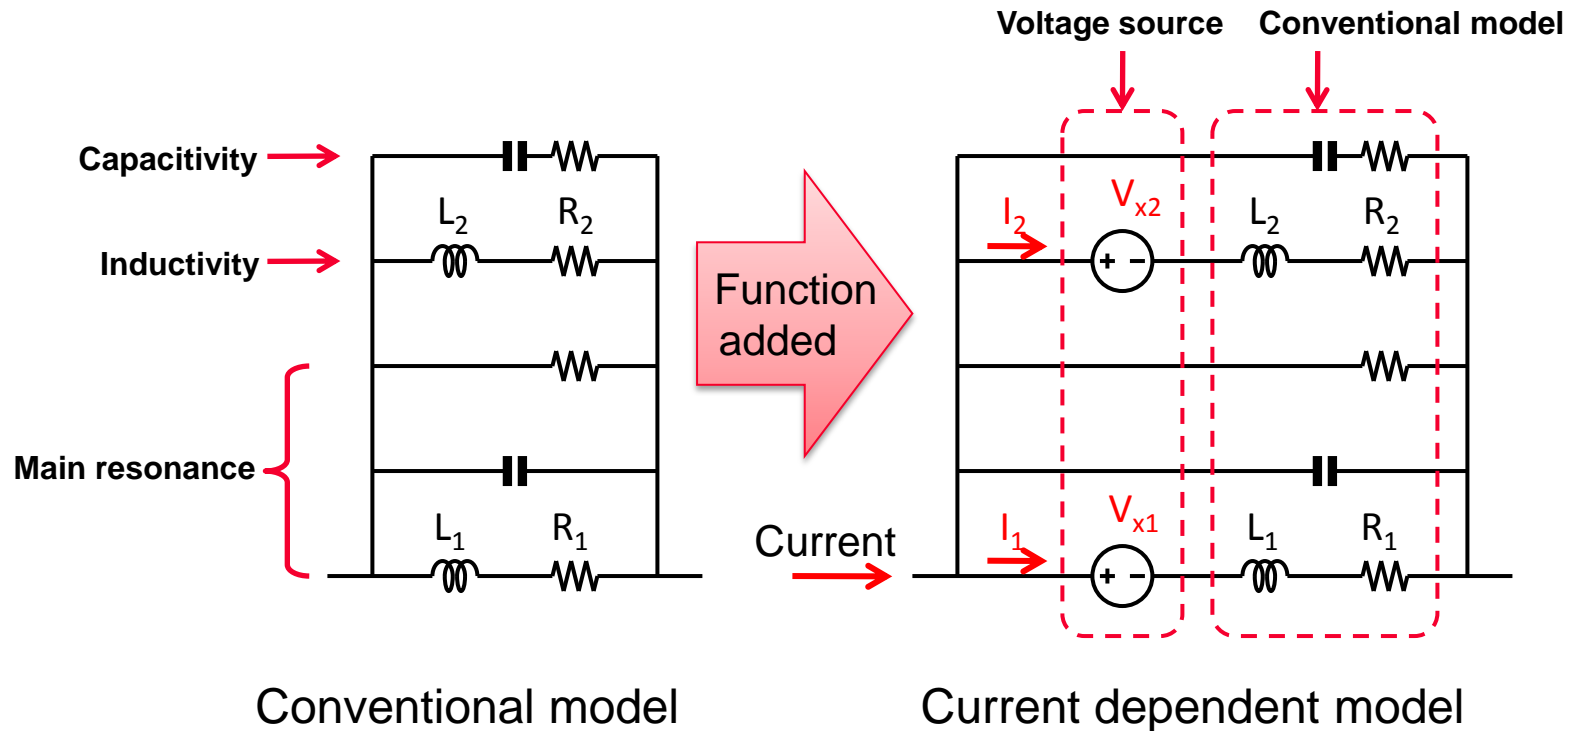 Voltage source
Conventional model
Capacitivity
L2
R2
Inductivity
Main resonance
L1
R1
Conventional model
Function
added
Current
I2
Vx2
+ −
L2
R2
I1
Vx1
+ −
L1
R1
Current dependent model